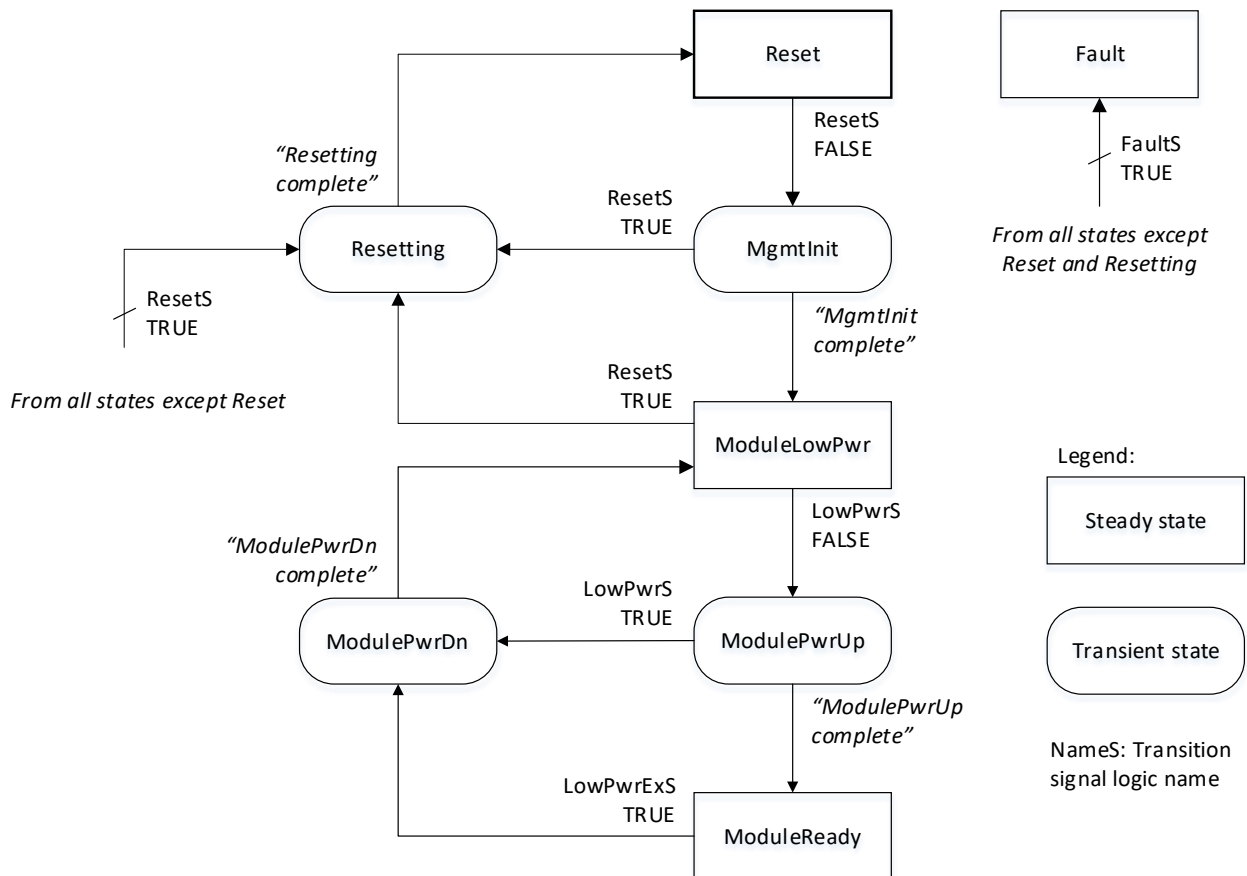 Reset
Fault
ResetS
FALSE
FaultS
TRUE
“Resetting
complete”
ResetS
TRUE
Resetting
MgmtInit
From all states except
Reset and Resetting
ResetS
TRUE
“MgmtInit
complete”
ResetS
TRUE
From all states except Reset
ModuleLowPwr
Legend:
Steady state
LowPwrS
FALSE
“ModulePwrDn
complete”
LowPwrS
TRUE
ModulePwrDn
ModulePwrUp
Transient state
“ModulePwrUp
complete”
NameS: Transition
signal logic name
LowPwrExS
TRUE
ModuleReady